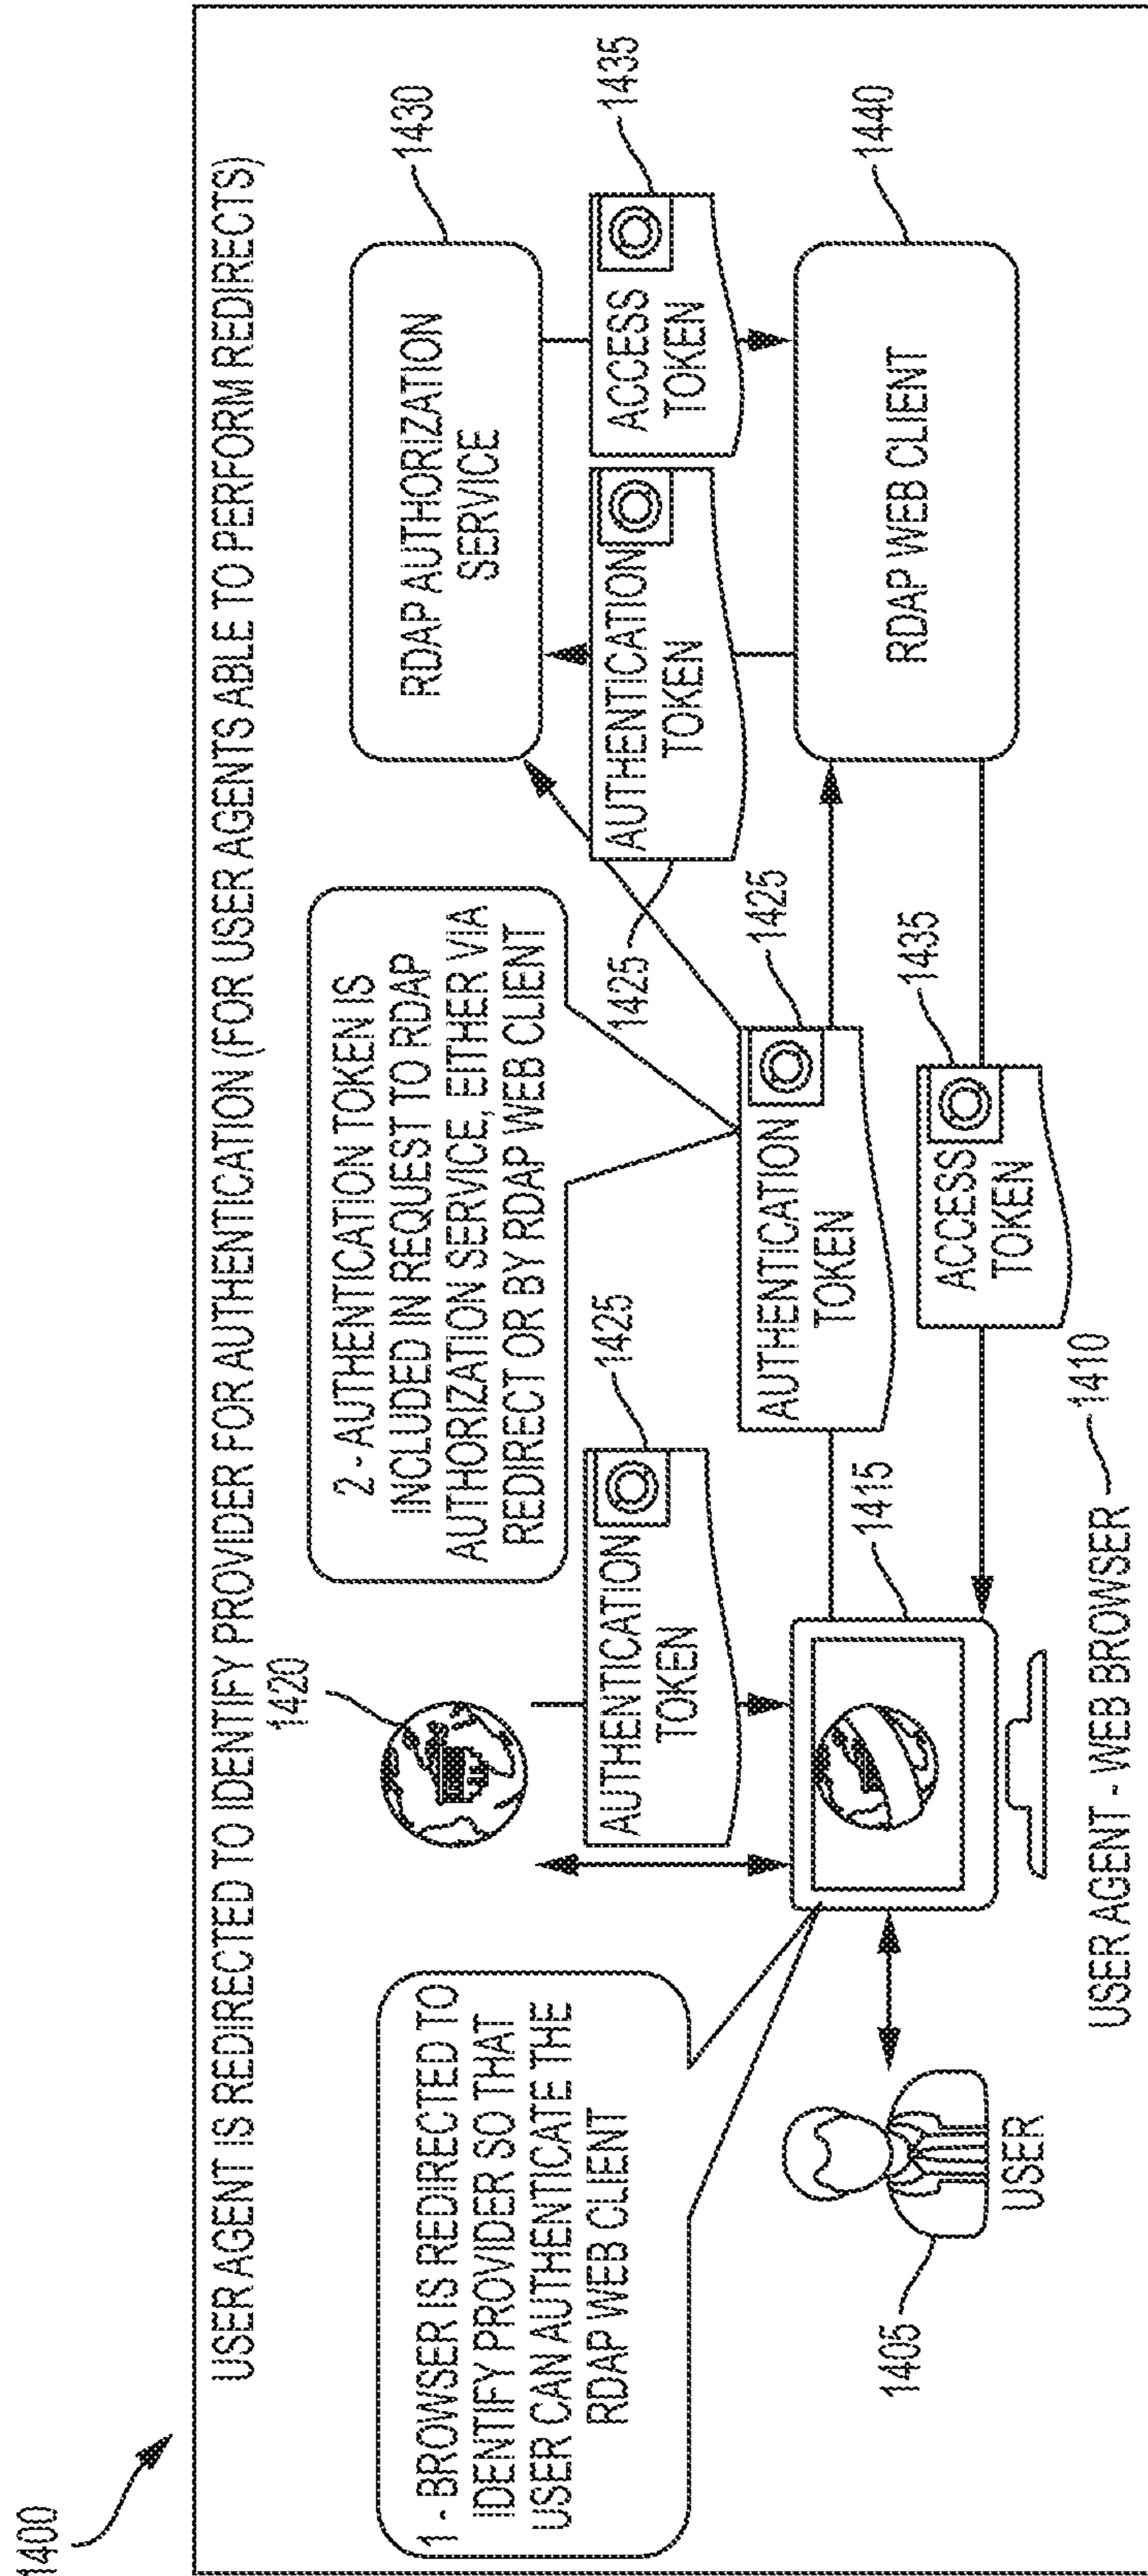 1400
USER AGENT IS REDIRECTED TO IDENTIFY PROVIDER FOR AUTHENTICATION (FOR USER AGENTS ABLE TO PERFORM REDIRECTS)
1 - BROWSER IS REDIRECTED TO
IDENTIFY PROVIDER SO THAT
USER CAN AUTHENTICATE THE
RDAP WEB CLIENT
1405
USER
1420
AUTHENTICATION
TOKEN
1425
1415
USER AGENT - WEB BROWSER
1410
2 - AUTHENTICATION TOKEN IS
INCLUDED IN REQUEST TO RDAP
AUTHORIZATION SERVICE, EITHER VIA
REDIRECT OR BY RDAP WEB CLIENT
AUTHENTICATION
TOKEN
1425
ACCESS
TOKEN
1435
1425
AUTHENTICATION
TOKEN
RDAP AUTHORIZATION
SERVICE
1430
ACCESS
TOKEN
1435
RDAP WEB CLIENT
1440